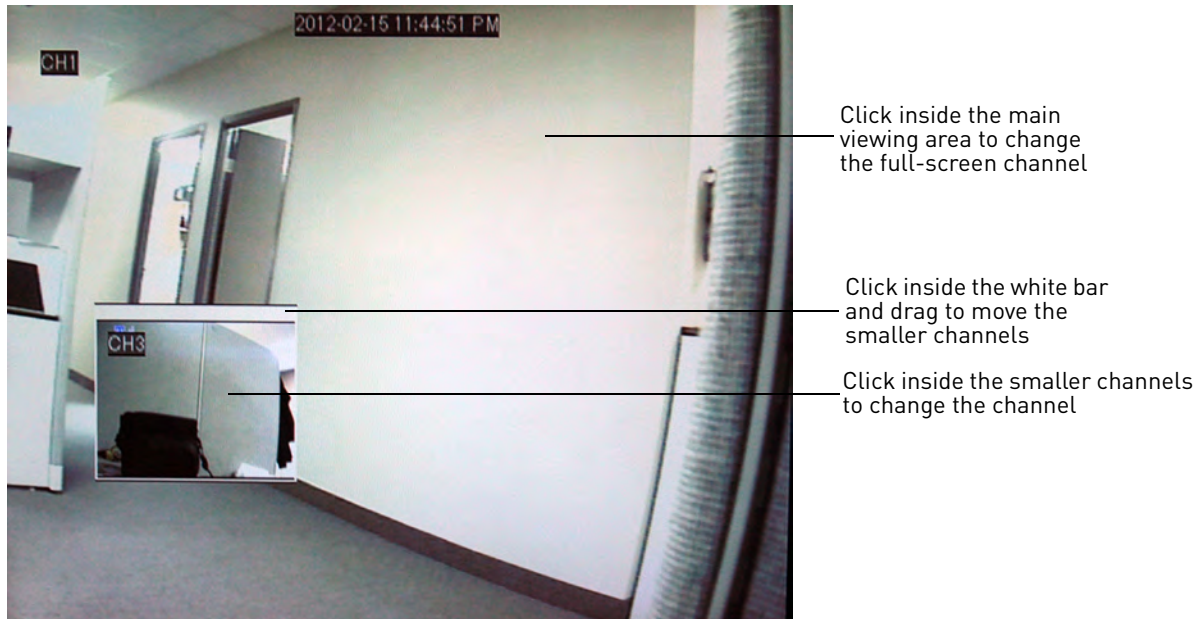 2012-02-15 11:44:51 PM
CH1
Click inside the main
viewing area to change
the full-screen channel
Click inside the white bar
and drag to move the
smaller channels
CH3
Click inside the smaller channels
to change the channel